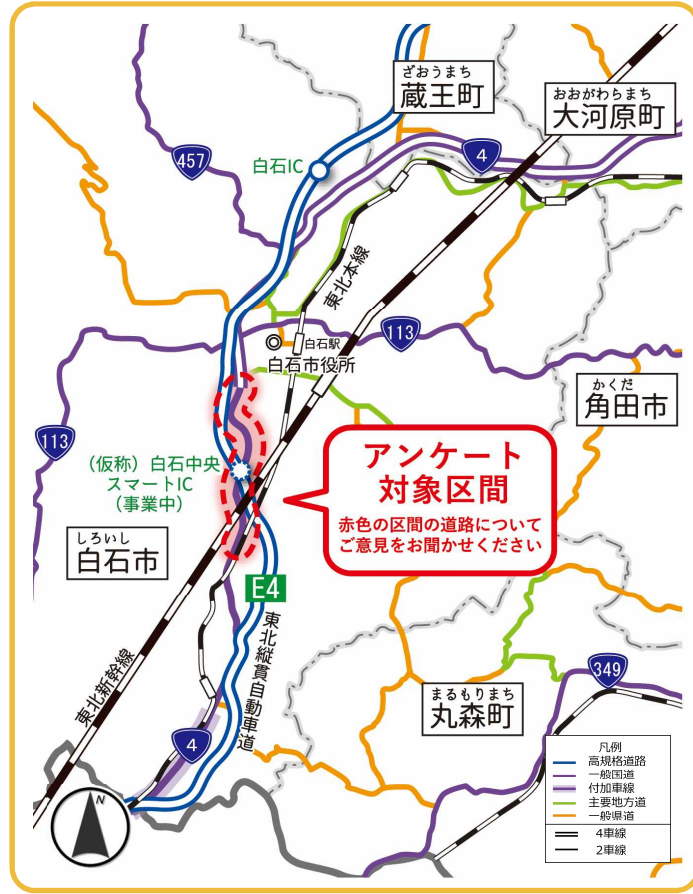 ざおうまち
蔵王町
おおがわらまち
大河原町
457
4
白石IC
東北本線
113
白石駅
白石市役所
かくだ
角田市
113
(仮称)白石中央
スマートIC
(事業中)
アンケート
対象区間
赤色の区間の道路について
ご意見をお聞かせください
しろいし
白石市
E4
東北縦貫自動車道
東北新幹線
349
まるもりまち
丸森町
4
N
凡例
高規格道路
一般国道
付加車線
主要地方道
一般県道
4車線
2車線